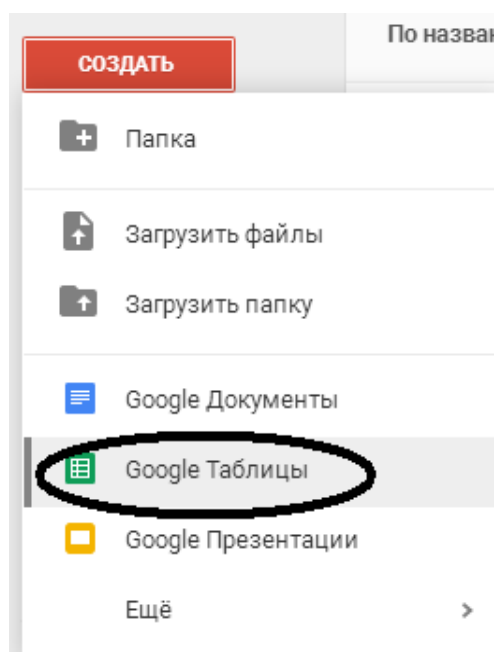 По назва
СОЗДАТЬ
Папка
Загрузить файлы
Загрузить папку
Google Документы
Google Таблицы
Google Презентации
Ещё